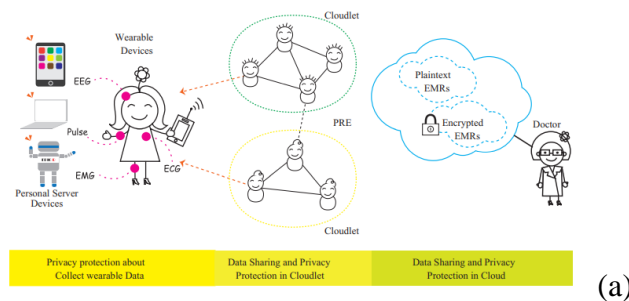 Cloudlet
Wearable
Devices
EEG
Pulse
EMG
ECG
Personal Server
Devices
PRE
Cloudlet
Plaintext
EMRs
Encrypted
EMRs
Doctor
Privacy protection about
Collect wearable Data
Data Sharing and Privacy
Protection in Cloudlet
Data Sharing and Privacy
Protection in Cloud
(a)